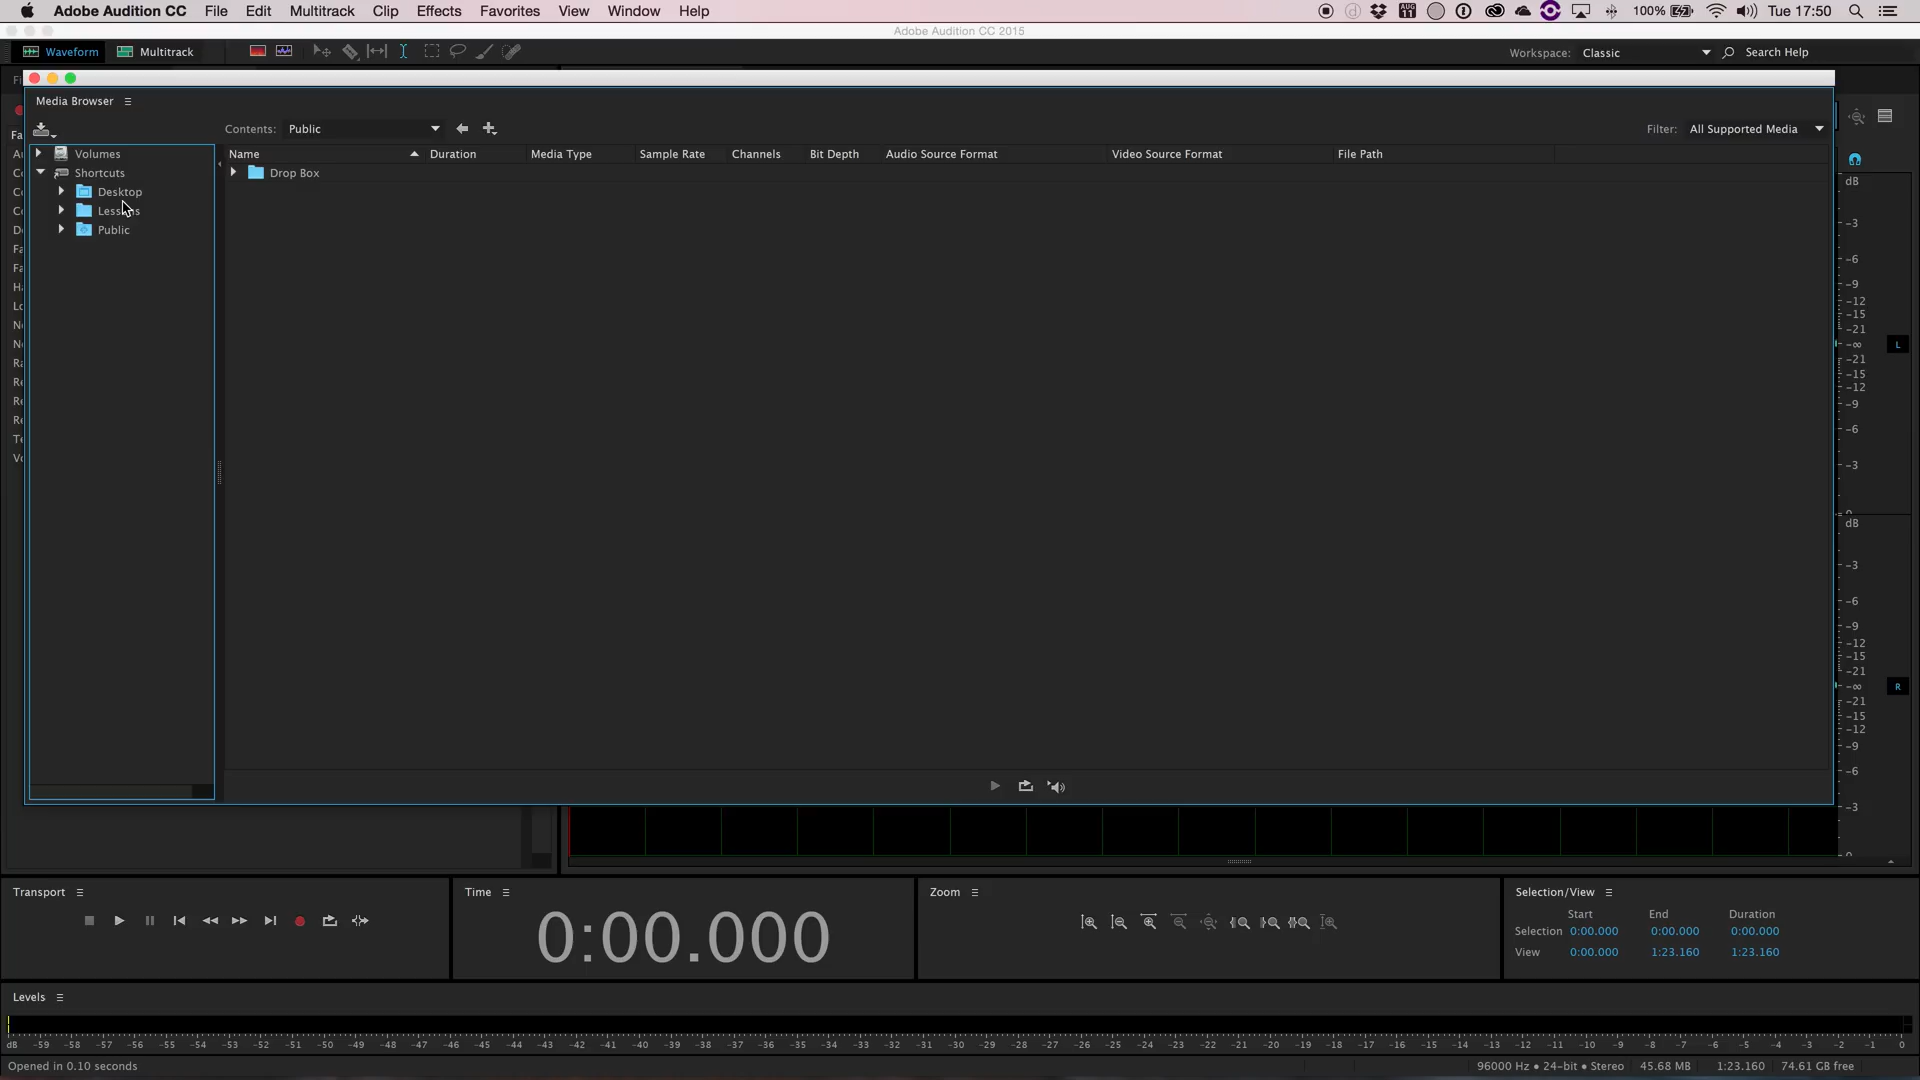 Adobe Audition CC File Edit Multitrack Clip Effects Favorites View Window Help 100% Tue 17:50
Adobe Audition CC 2015
Waveform Multitrack Workspace: Classic Search Help
Media Browser
Contents: Public Filter: All Supported Media
Volumes
Shortcuts
Desktop
Public
Name Duration Media Type Sample Rate Channels Bit Depth Audio Source Format Video Source Format File Path
Drop Box
dB
-3
-6
-9
-12
-15
-21
-∞
-21
-15
-12
-9
-6
-3
L
dB
-3
-6
-9
-12
-15
-21
-∞
-21
-15
-12
-9
-6
-3
R
Transport
Time
0:00.000
Zoom
Selection/View
Start End Duration
Selection 0:00.000 0:00.000 0:00.000
View 0:00.000 1:23.160 1:23.160
Levels
dB -59 -58 -57 -56 -55 -54 -53 -52 -51 -50 -49 -48 -47 -46 -45 -44 -43 -42 -41 -40 -39 -38 -37 -36 -35 -34 -33 -32 -31 -30 -29 -28 -27 -26 -25 -24 -23 -22 -21 -20 -19 -18 -17 -16 -15 -14 -13 -12 -11 -10 -9 -8 -7 -6 -5 -4 -3 -2 -1 0
Opened in 0.10 seconds 96000 Hz • 24-bit • Stereo 45.68 MB 1:23.160 74.61 GB free